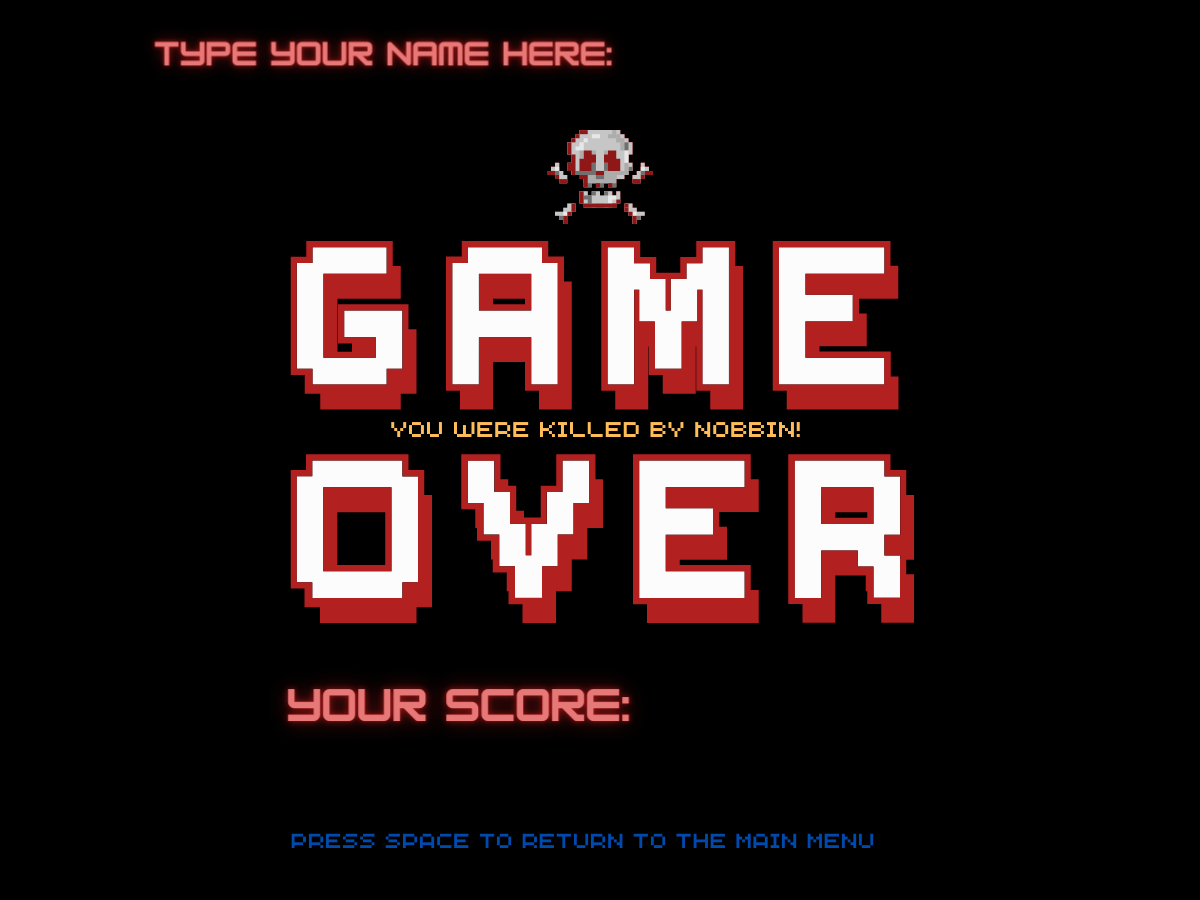 TYPE YOUR NAME HERE:
GAME
YOU WERE KILLED BY NOBBIN!
OVER
YOUR SCORE:
PRESS SPACE TO RETURN TO THE MAIN MENU